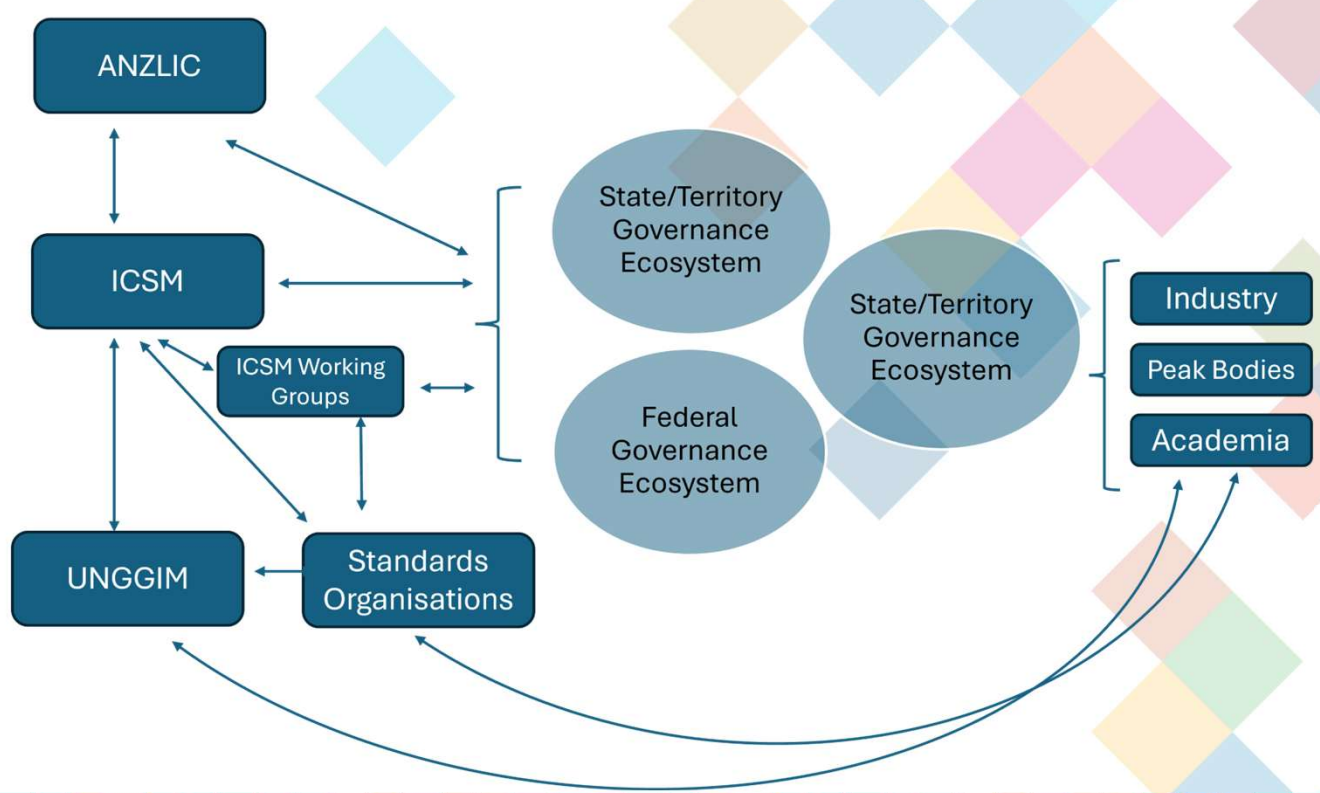 ANZLIC
ICSM
ICSM Working
Groups
UNGGIM
Standards
Organisations
State/Territory
Governance
Ecosystem
Federal
Governance
Ecosystem
State/Territory
Governance
Ecosystem
Industry
Peak Bodies
Academia